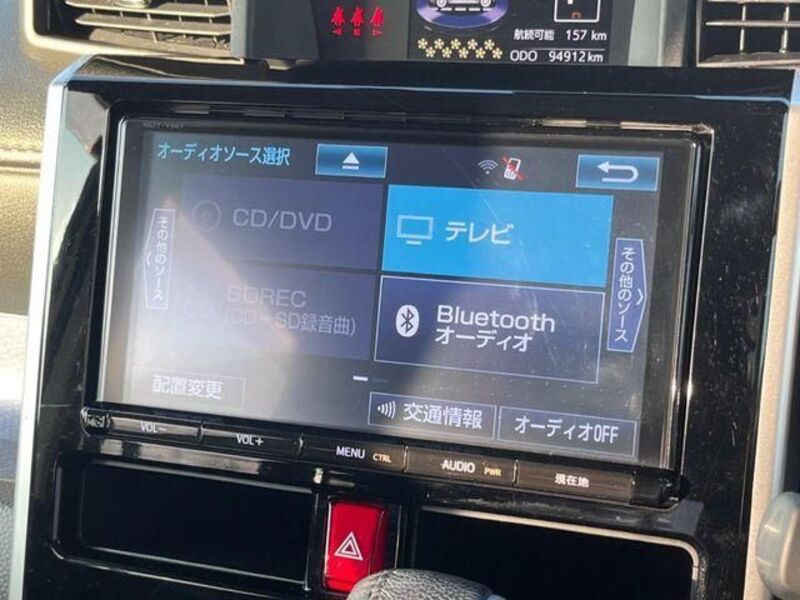 航続可能 157 km
ODO 94912 km
オーディオソース選択
その他のソース
CD/DVD
テレビ
その他のソース
SDREC
(CD→SD録音曲)
Bluetooth
オーディオ
配置変更
交通情報
オーディオOFF
VOL−
VOL+
MENU CTRL
AUDIO PWR
現在地